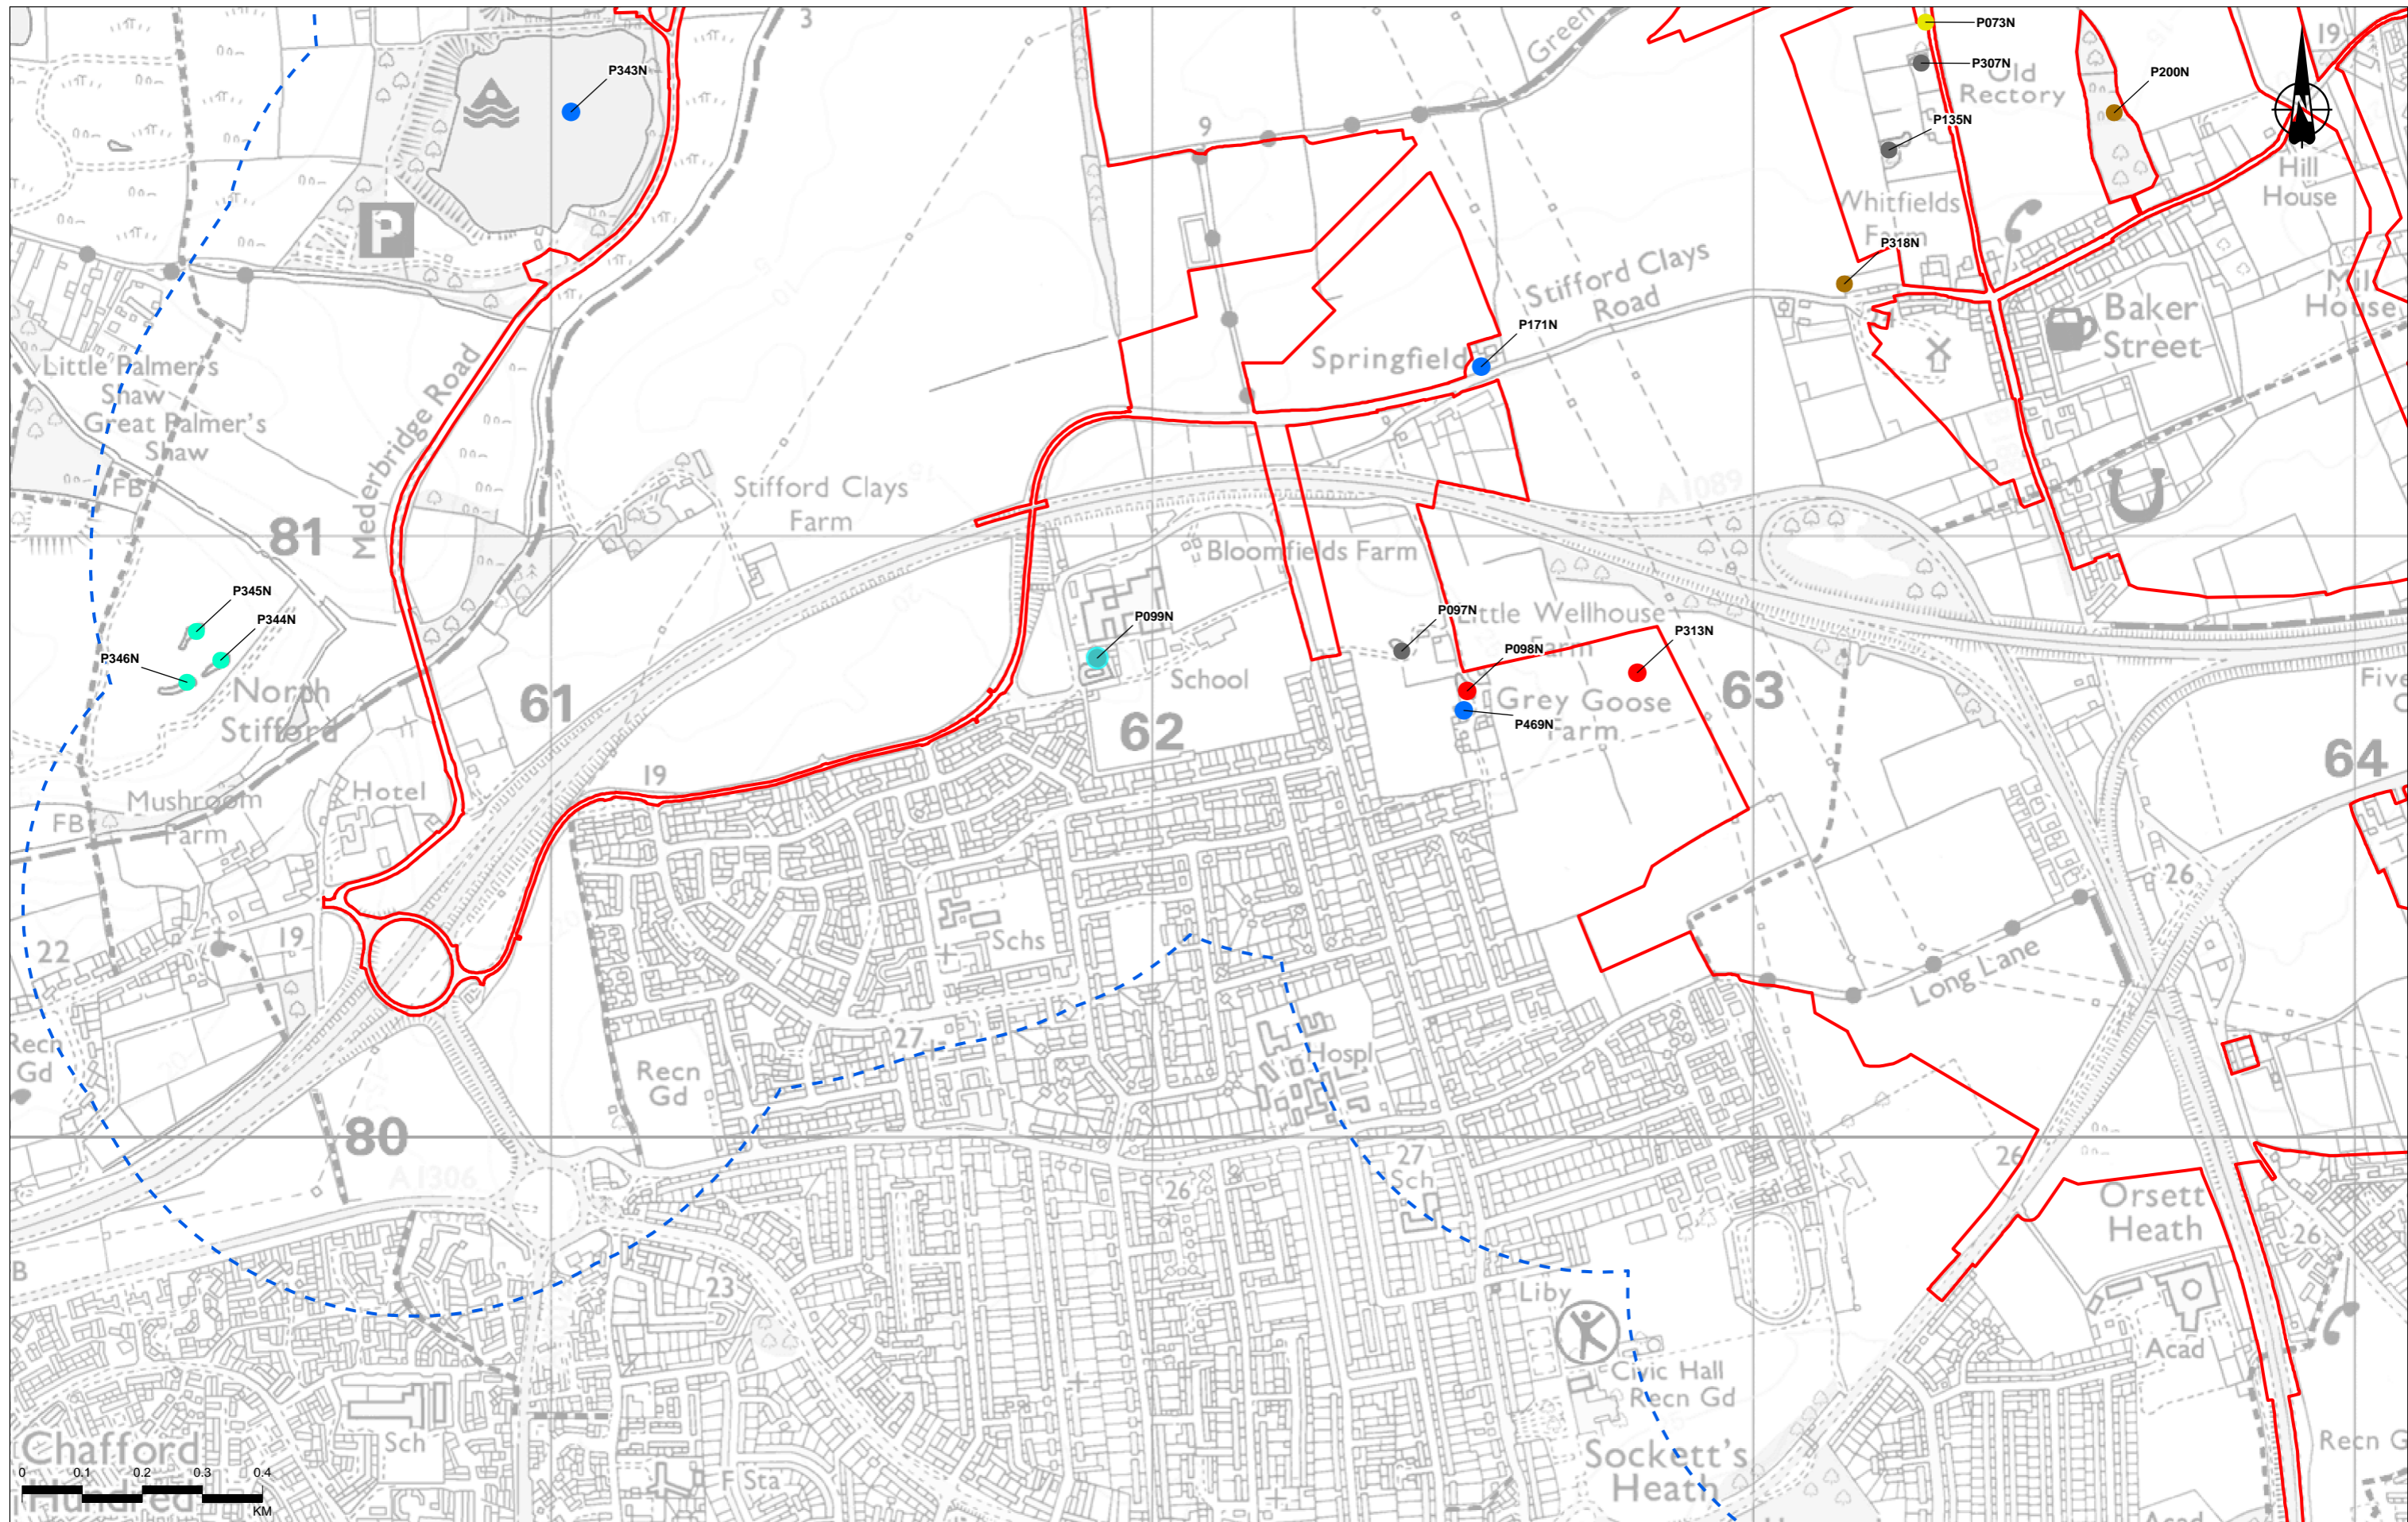 3
Green
19
P073N
P343N
P307N
P200N
Old
Rectory
9
P135N
Hill
House
P
Whitfields
Farm
P318N
Stifford Clays
Road
Baker
Street
Mill
House
P171N
Springfield
Little Palmer's
Shaw
Great Palmer's
Shaw
Mederbridge Road
FB
Stifford Clays
Farm
A 1089
81
Bloomfields Farm
P345N
P344N
P099N
P097N
Little Wellhouse
Farm
P313N
P346N
P098N
School
North
Stifford
61
62
Grey Goose
Farm
63
P469N
64
19
Mushroom
Farm
Hotel
FB
26
22
19
Schs
Long Lane
27
Recn
Gd
Recn
Gd
Hospl
80
27
Sch
26
A 1306
26
Orsett
Heath
26
B
23
Liby
Civic Hall
Recn Gd
Acad
Chafford
Hundred
Sch
F Sta
Sockett's
Heath
Recn G
Acad
0 0.1 0.2 0.3 0.4
KM